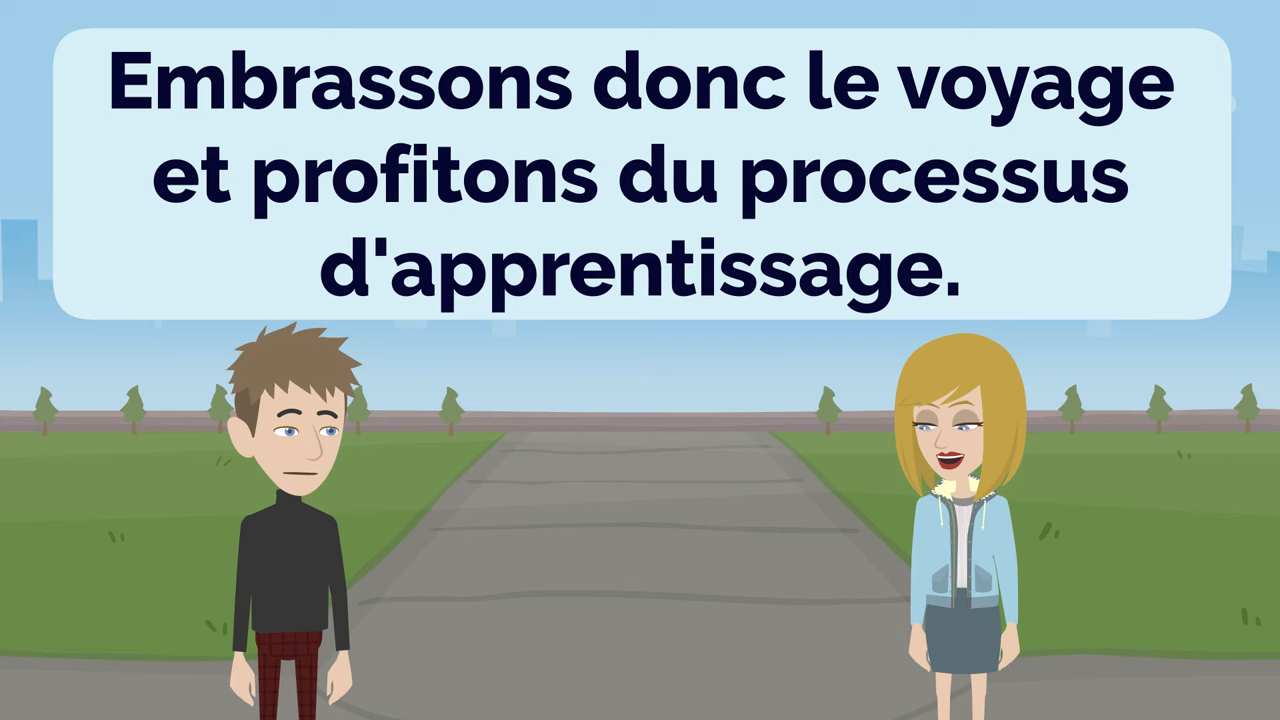 Embrassons donc le voyage
et profitons du processus
d'apprentissage.